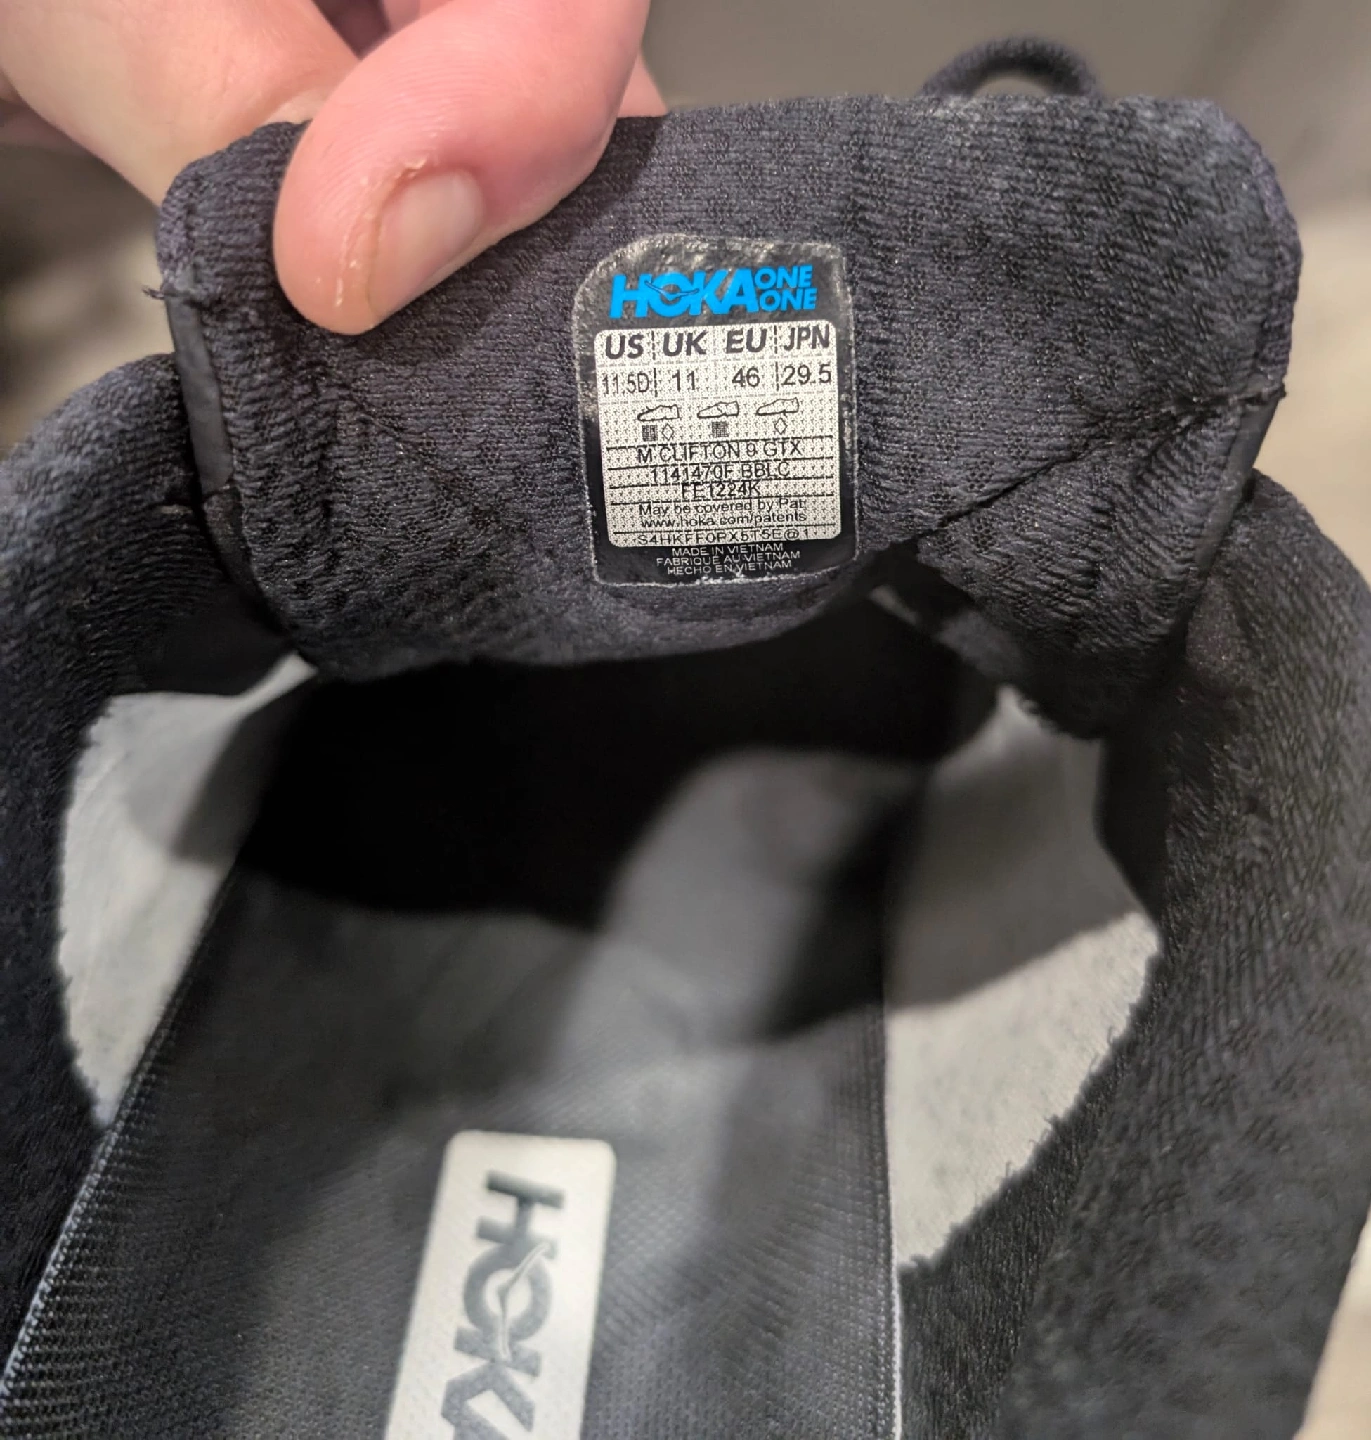 HOKA ONE ONE
US UK EU JPN
11.5D 11 46 29.5
M CLIFTON 9 GTX
1141470F BBLC
FE1224K
May be covered by Pat
www.hoka.com/patents
MADE IN VIETNAM
FABRIQUE AU VIETNAM
HECHO EN VIETNAM
HOKA